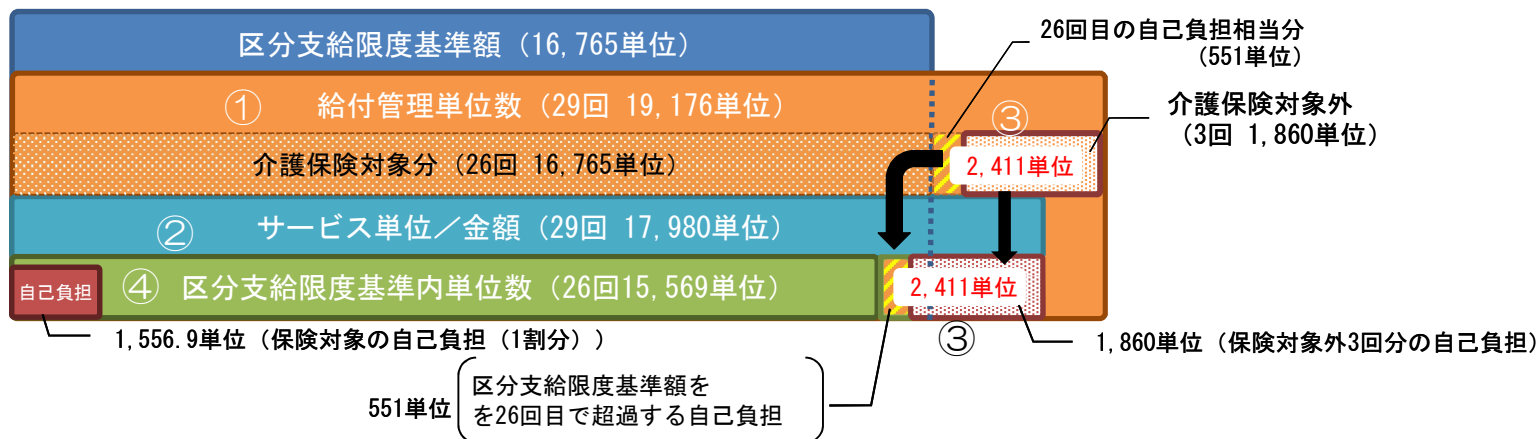 区分支給限度基準額（16,765単位）
26回目の自己負担相当分
（551単位）
① 給付管理単位数（29回 19,176単位）
③
介護保険対象外
（3回 1,860単位）
介護保険対象分（26回 16,765単位）
2,411単位
② サービス単位／金額（29回 17,980単位）
自己負担
④ 区分支給限度基準内単位数（26回15,569単位）
2,411単位
③
1,556.9単位（保険対象の自己負担（1割分））
1,860単位（保険対象外3回分の自己負担）
551単位
区分支給限度基準額を
を26回目で超過する自己負担